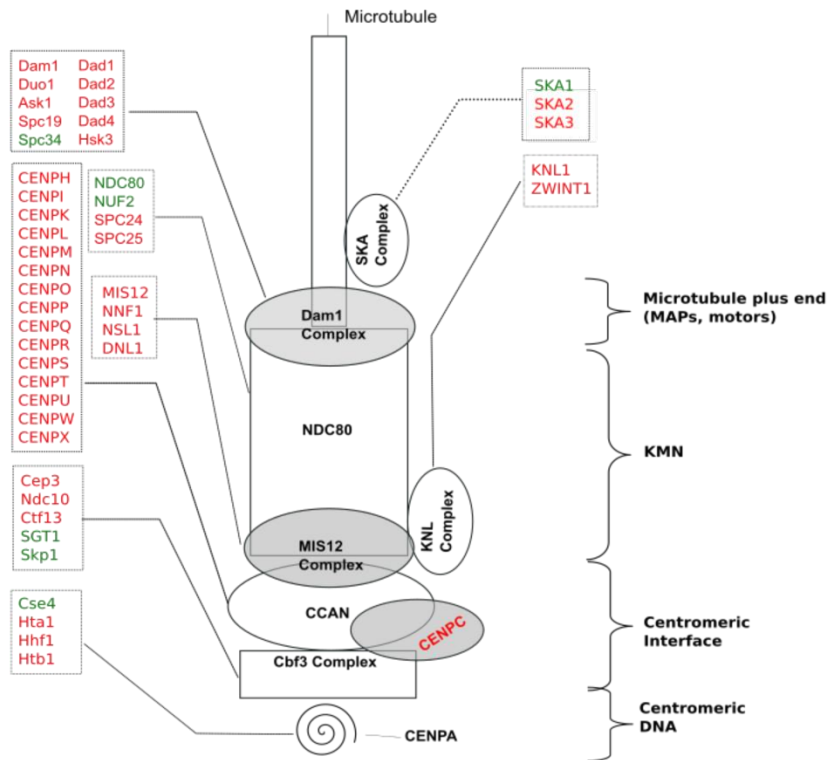 Microtubule
Dam1 Dad1
Duo1 Dad2
Ask1 Dad3
Spc19 Dad4
Spc34 Hsk3
SKA1
SKA2
SKA3
CENPH
CENPI
CENPK
CENPL
CENPM
CENPN
CENPO
CENPP
CENPQ
CENPR
CENPS
CENPT
CENPU
CENPW
CENPX
NDC80
NUF2
SPC24
SPC25
KNL1
ZWINT1
SKA
Complex
MIS12
NNF1
NSL1
DNL1
Dam1
Complex
Microtubule plus end
(MAPs, motors)
NDC80
KMN
Cep3
Ndc10
Ctf13
SGT1
Skp1
KNL
Complex
MIS12
Complex
CCAN
CENPC
Centromeric
Interface
Cse4
Hta1
Hhf1
Htb1
Cbf3 Complex
CENPA
Centromeric
DNA